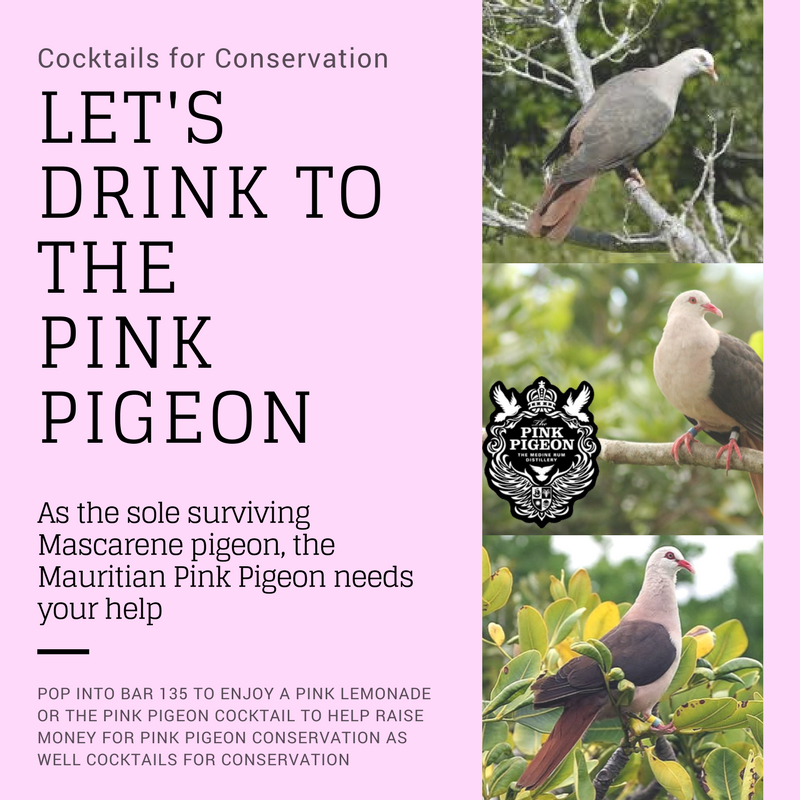 Cocktails for Conservation
LET'S
DRINK TO
THE
PINK
PIGEON
As the sole surviving
Mascarene pigeon, the
Mauritian Pink Pigeon needs
your help
POP INTO BAR 135 TO ENJOY A PINK LEMONADE
OR THE PINK PIGEON COCKTAIL TO HELP RAISE
MONEY FOR PINK PIGEON CONSERVATION AS
WELL COCKTAILS FOR CONSERVATION
The
PINK
PIGEON
THE MEDINE RUM
DISTILLERY